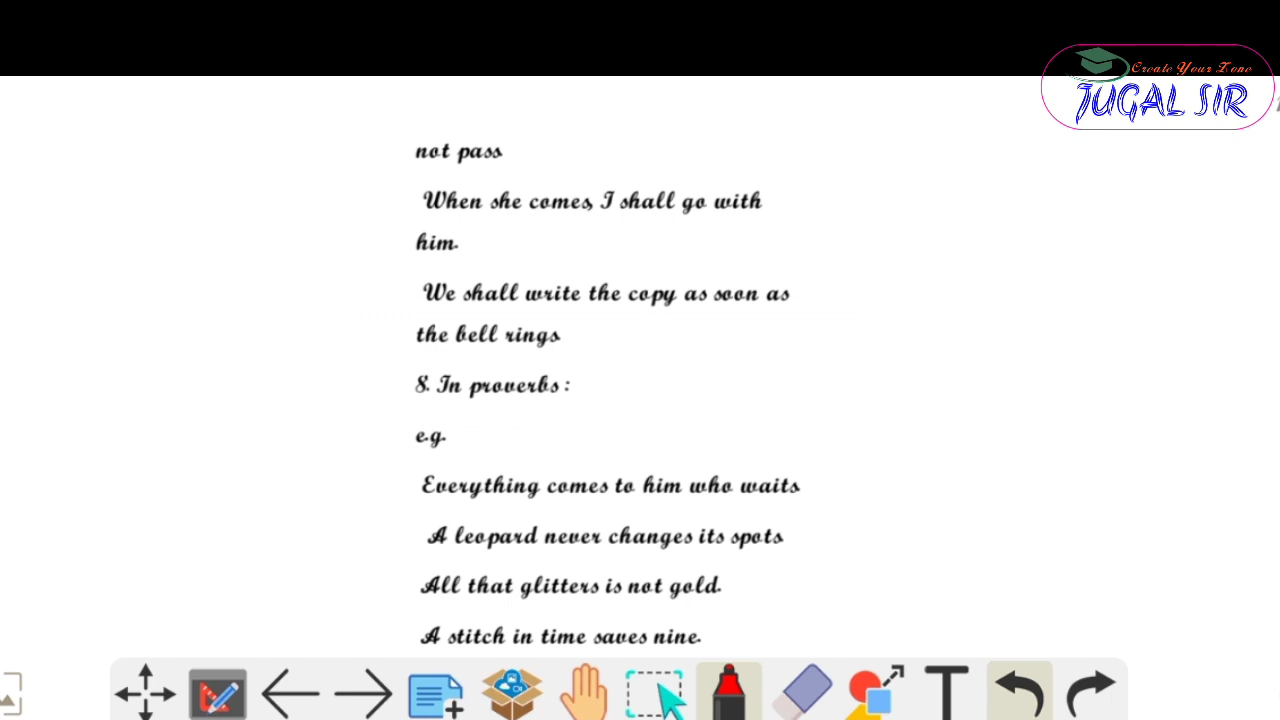 Create Your Zone
JUGAL SIR
not pass
When she comes, I shall go with
him.
We shall write the copy as soon as
the bell rings.
8. In proverbs :
e.g.
Everything comes to him who waits.
A leopard never changes its spots.
All that glitters is not gold.
A stitch in time saves nine.